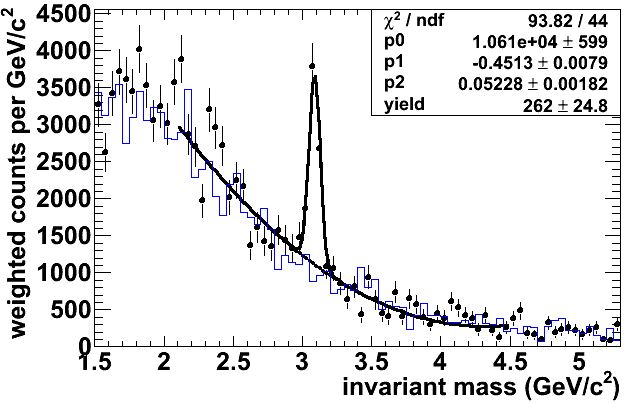 χ² / ndf 93.82 / 44
p0 1.061e+04 ± 599
p1 -0.4513 ± 0.0079
p2 0.05228 ± 0.00182
yield 262 ± 24.8
weighted counts per GeV/c²
4500
4000
3500
3000
2500
2000
1500
1000
500
0
1.5 2 2.5 3 3.5 4 4.5 5
invariant mass (GeV/c²)